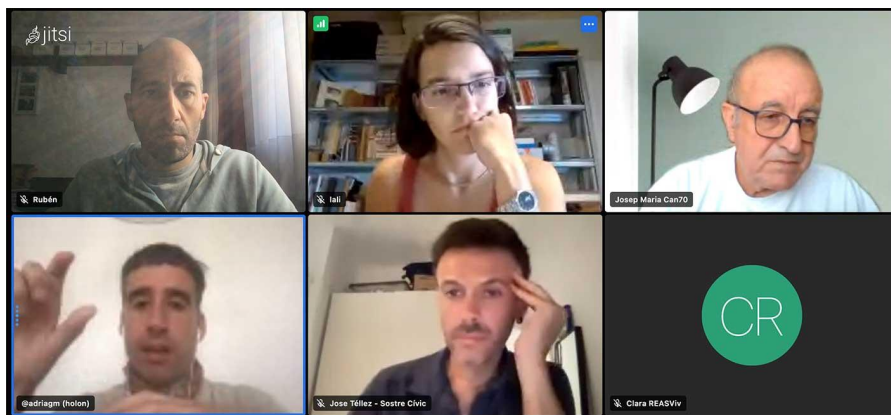 jitsi
Rubén
lali
Josep Maria Can70
@adriagm (holon)
Jose Téllez - Sostre Cívic
CR
Clara REASViv